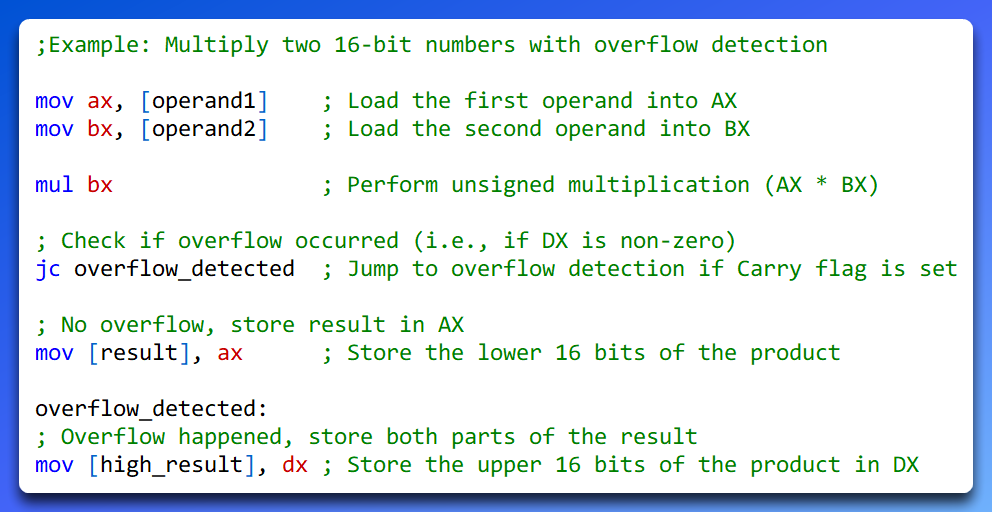 ;Example: Multiply two 16-bit numbers with overflow detection
mov ax, [operand1]    ; Load the first operand into AX
mov bx, [operand2]    ; Load the second operand into BX
mul bx                ; Perform unsigned multiplication (AX * BX)
; Check if overflow occurred (i.e., if DX is non-zero)
jc overflow_detected  ; Jump to overflow detection if Carry flag is set
; No overflow, store result in AX
mov [result], ax      ; Store the lower 16 bits of the product
overflow_detected:
; Overflow happened, store both parts of the result
mov [high_result], dx ; Store the upper 16 bits of the product in DX